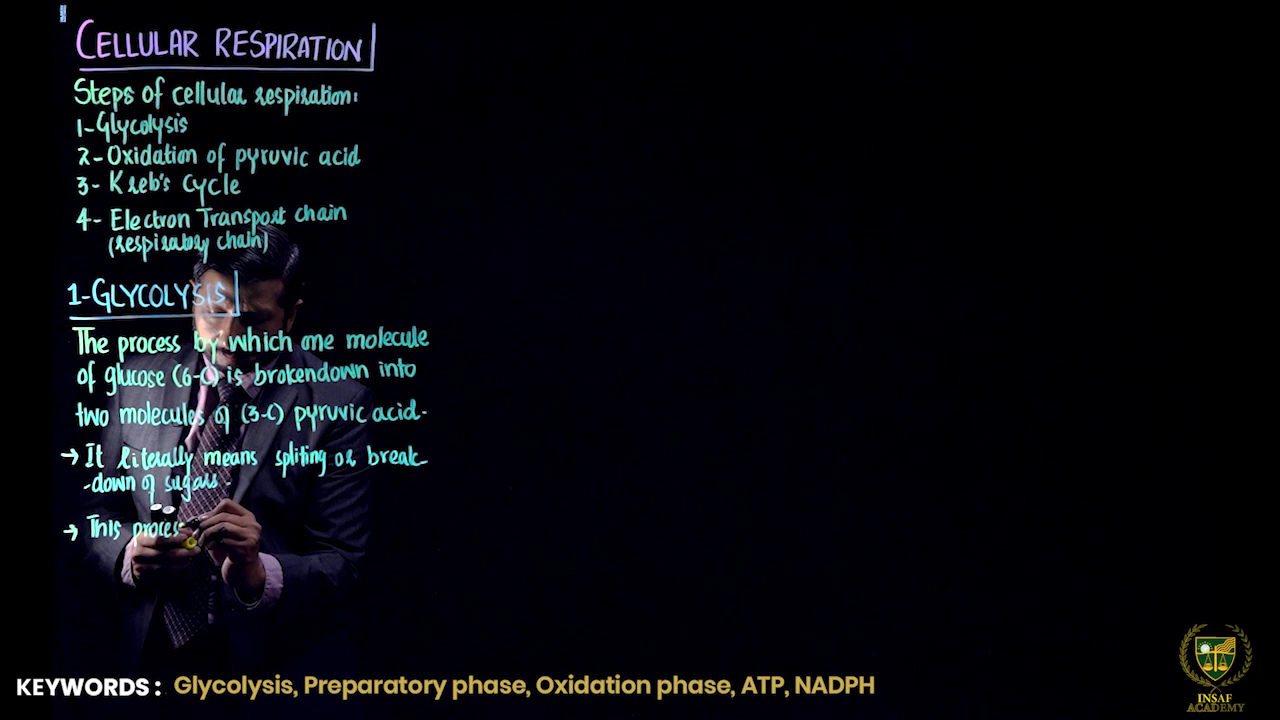 CELLULAR RESPIRATION
Steps of cellular respiration:
1-Glycolysis
2-Oxidation of pyruvic acid
3- Kreb's Cycle
4- Electron Transport chain
(respiratory chain)
1-GLYCOLYSIS
The process by which one molecule
of glucose (6-C) is brokendown into
two molecules of (3-C) pyruvic acid-
→ It literally means spliting or break
-down of sugars.
→ This process
KEYWORDS : Glycolysis, Preparatory phase, Oxidation phase, ATP, NADPH
INSAF
ACADEMY